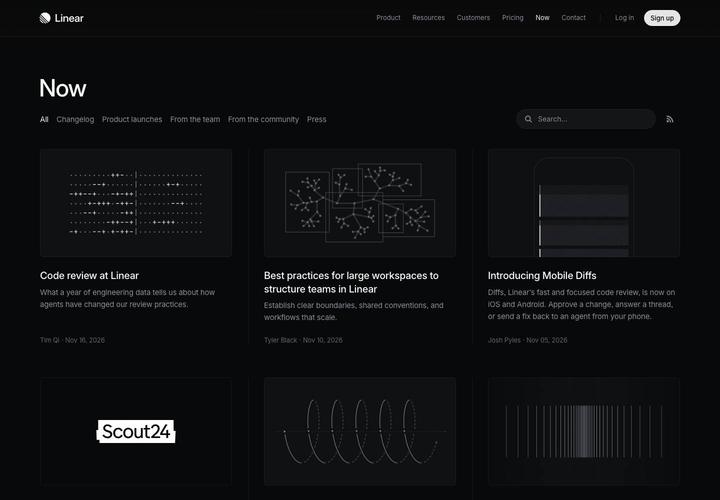 Linear
Product Resources Customers Pricing Now Contact Log in Sign up
Now
All Changelog Product launches From the team From the community Press
Search...
Code review at Linear
What a year of engineering data tells us about how
agents have changed our review practices.
Tim Qi · Nov 16, 2026
Best practices for large workspaces to
structure teams in Linear
Establish clear boundaries, shared conventions, and
workflows that scale.
Tyler Black · Nov 10, 2026
Introducing Mobile Diffs
Diffs, Linear's fast and focused code review, is now on
iOS and Android. Approve a change, answer a thread,
or send a fix back to an agent from your phone.
Josh Pyles · Nov 05, 2026
Scout24